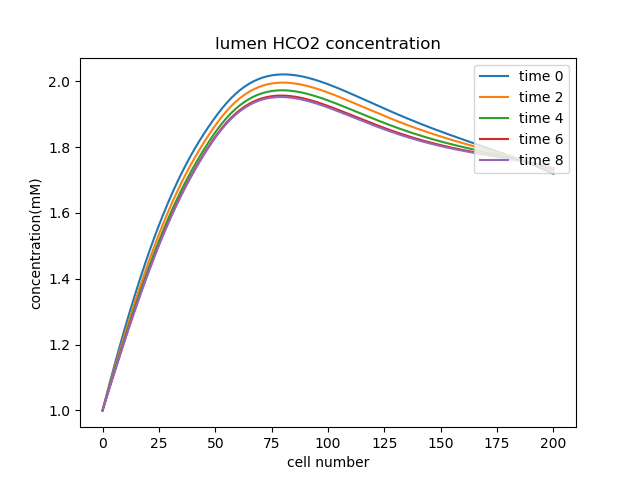 lumen HCO2 concentration
concentration(mM)
2.0
1.8
1.6
1.4
1.2
1.0
time 0
time 2
time 4
time 6
time 8
0 25 50 75 100 125 150 175 200
cell number